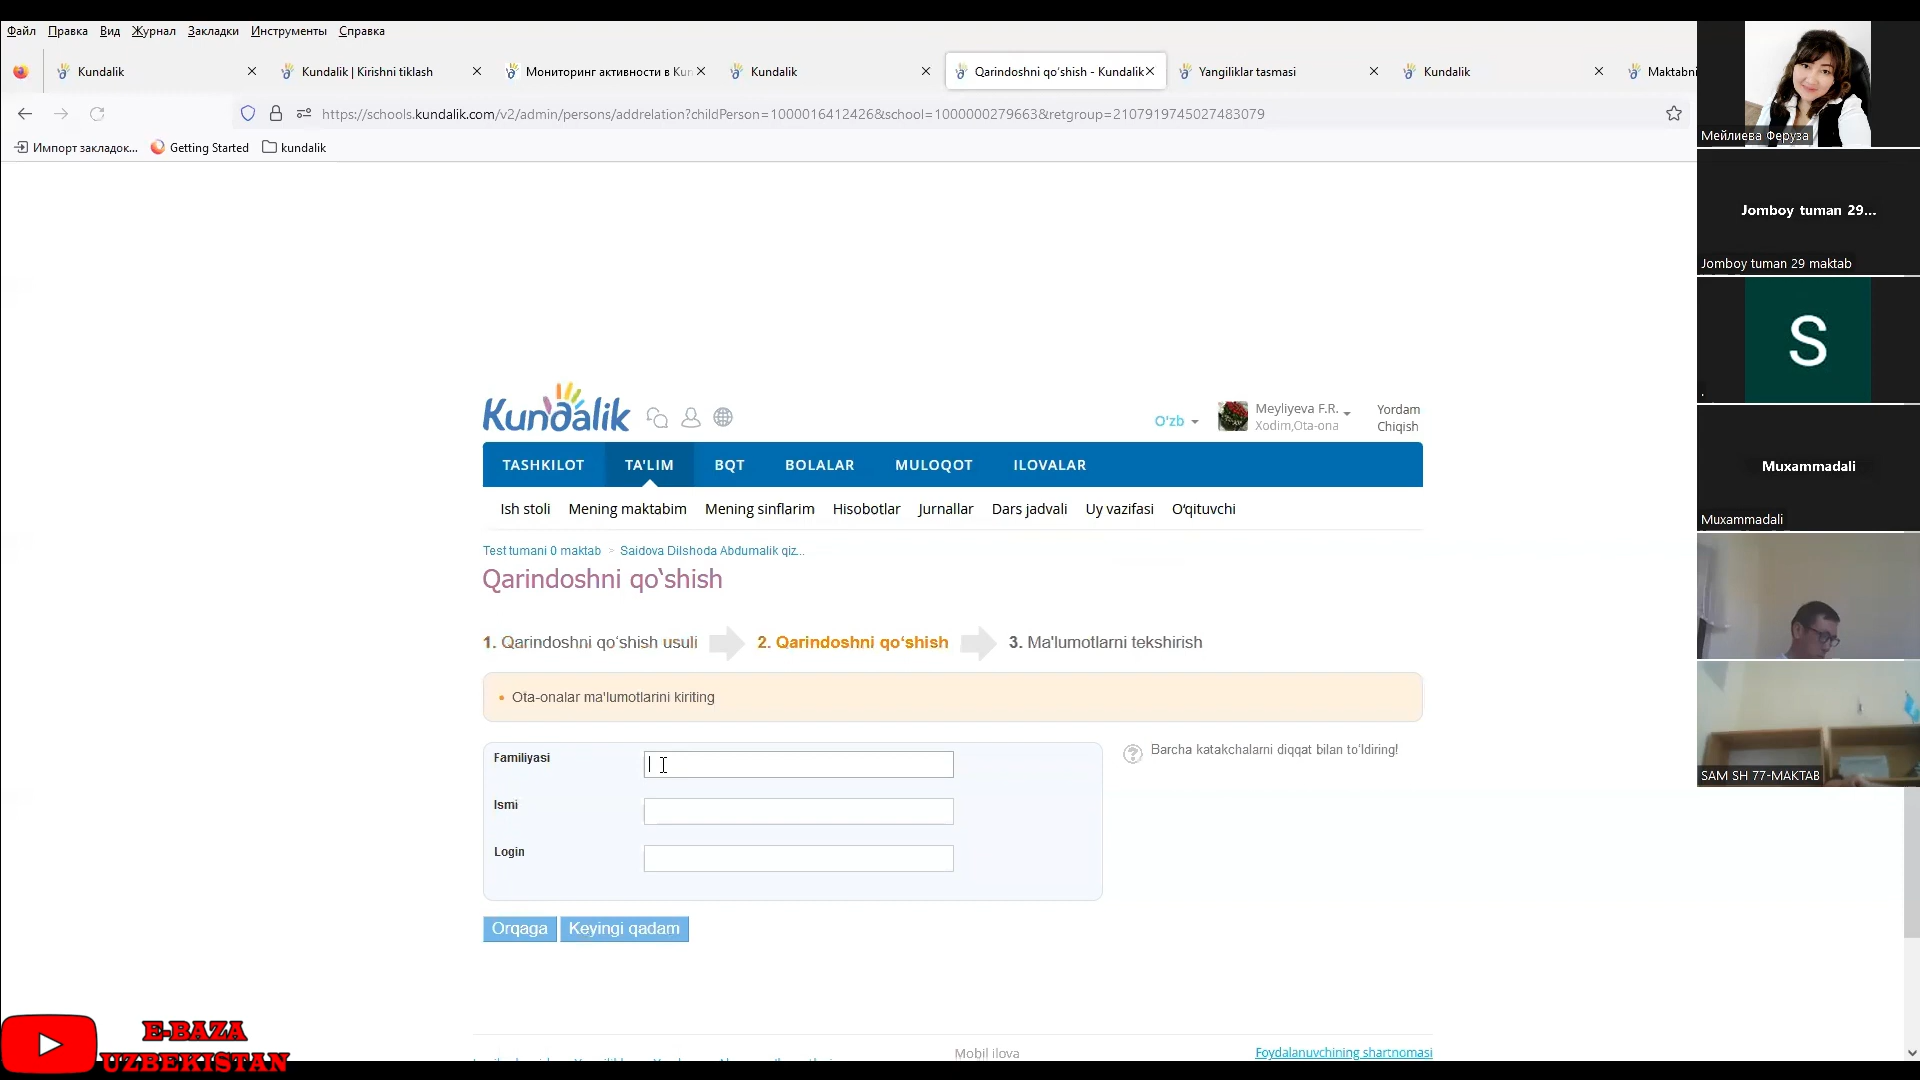 Файл Правка Вид Журнал Закладки Инструменты Справка
Kundalik
Kundalik | Kirishni tiklash
Мониторинг активности в Kun
Kundalik
Qarindoshni qo‘shish - Kundalik
Yangiliklar tasmasi
Kundalik
Maktabni
https://schools.kundalik.com/v2/admin/persons/addrelation?childPerson=1000016412426&school=1000000279663&retgroup=2107919745027483079
Импорт закладок... Getting Started kundalik
Kundalik
O'zb
Meyliyeva F.R.
Xodim,Ota-ona
Yordam
Chiqish
TASHKILOT TA'LIM BQT BOLALAR MULOQOT ILOVALAR
Ish stoli Mening maktabim Mening sinflarim Hisobotlar Jurnallar Dars jadvali Uy vazifasi O‘qituvchi
Test tumani 0 maktab > Saidova Dilshoda Abdumalik qiz...
Qarindoshni qo‘shish
1. Qarindoshni qo‘shish usuli
2. Qarindoshni qo‘shish
3. Ma'lumotlarni tekshirish
• Ota-onalar ma'lumotlarini kiriting
Familiyasi
Ismi
Login
Barcha katakchalarni diqqat bilan to‘ldiring!
Orqaga Keyingi qadam
Mobil ilova
Foydalanuvchining shartnomasi
E-BAZA
UZBEKISTAN
Мейлиева Феруза
Jomboy tuman 29...
Jomboy tuman 29 maktab
S
.
Muxammadali
Muxammadali
SAM SH 77-MAKTAB